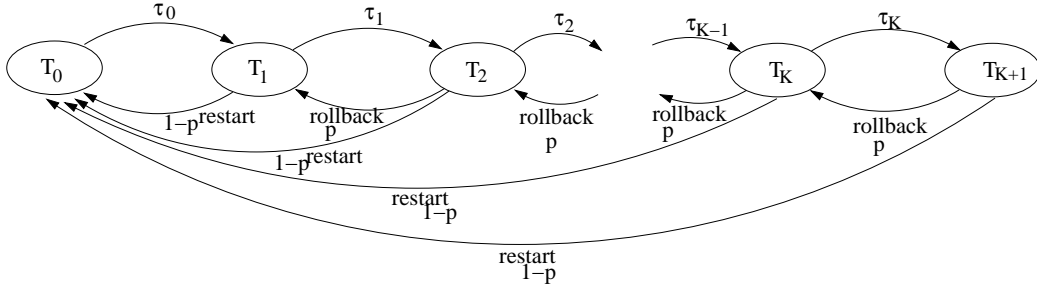 τ0 τ1 τ2 τK−1 τK
T0 T1 T2 TK TK+1
restart
1−p
rollback
p
rollback
p
rollback
p
rollback
p
restart
1−p
restart
1−p
restart
1−p